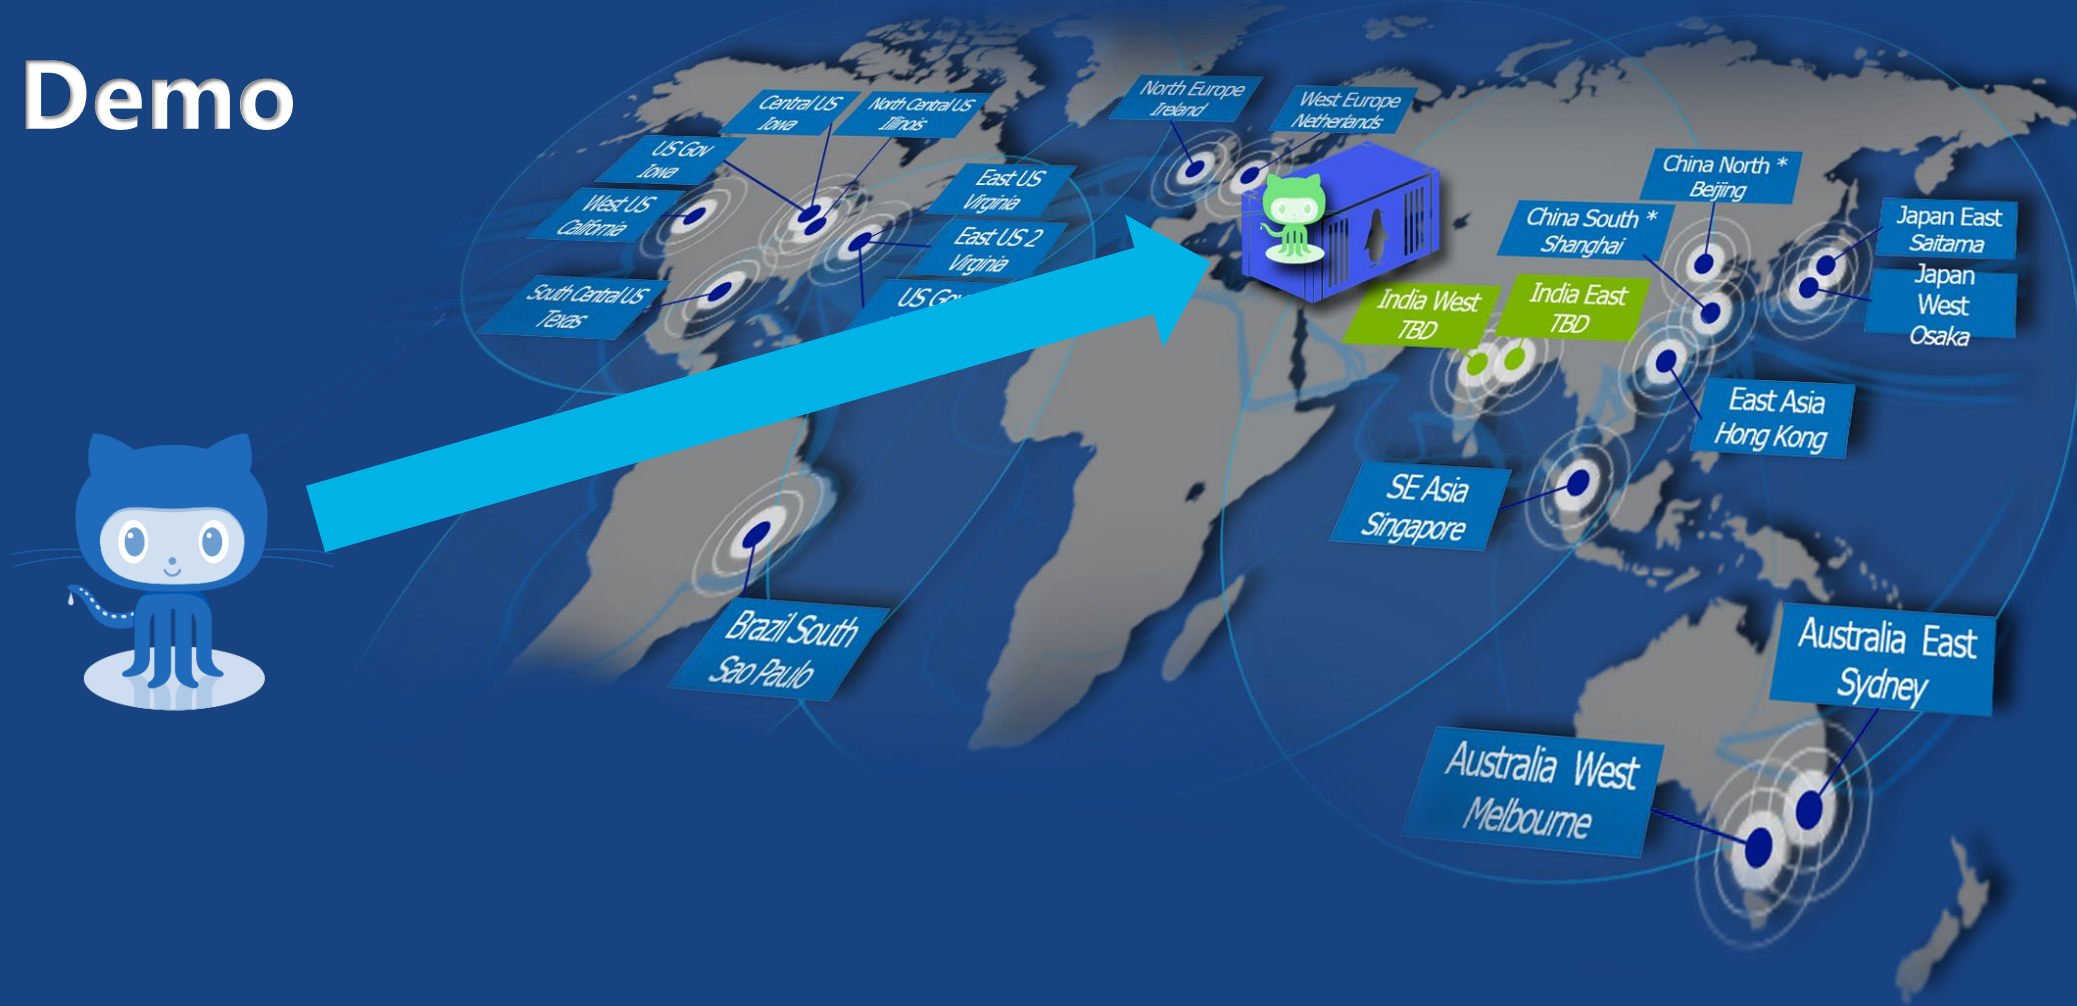 Demo
Central US
Iowa
North Central US
Illinois
US Gov
Iowa
West US
California
South Central US
Texas
East US
Virginia
East US 2
Virginia
US Gov
North Europe
Ireland
West Europe
Netherlands
China North *
Beijing
China South *
Shanghai
Japan East
Saitama
Japan
West
Osaka
India West
TBD
India East
TBD
East Asia
Hong Kong
SE Asia
Singapore
Brazil South
Sao Paulo
Australia East
Sydney
Australia West
Melbourne